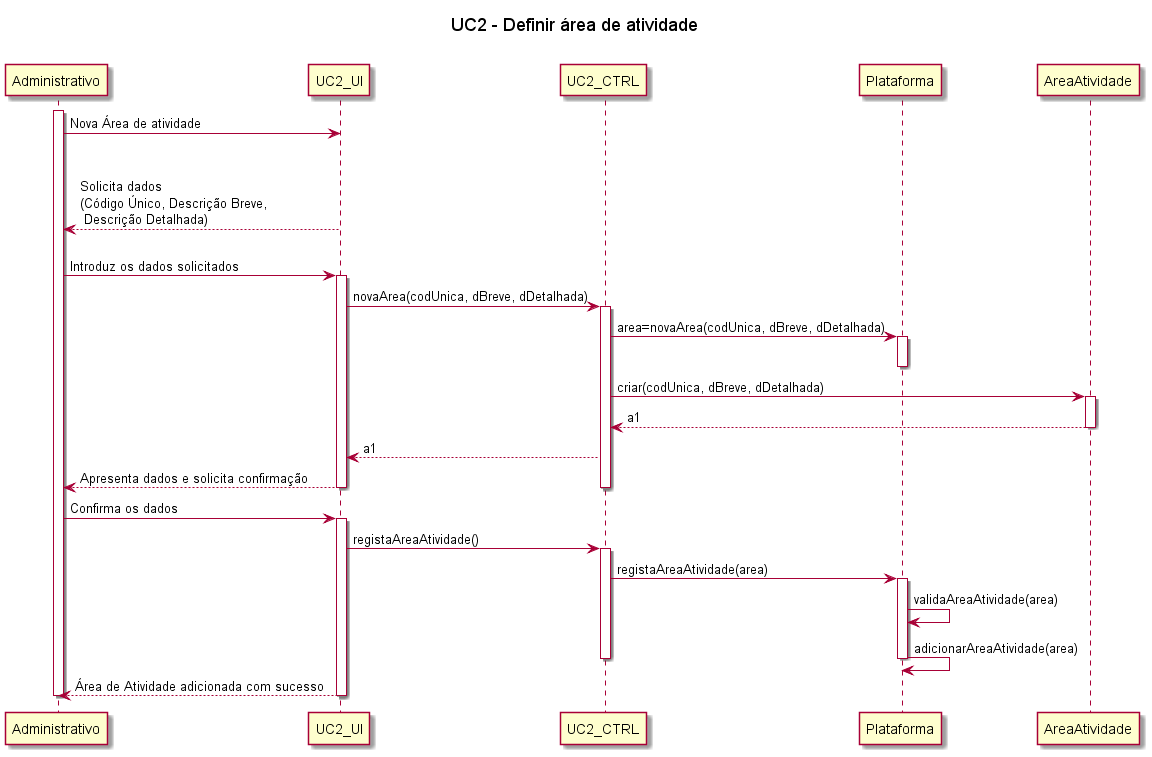 UC2 - Definir área de atividade
Administrativo
UC2_UI
UC2_CTRL
Plataforma
AreaAtividade
Nova Área de atividade
Solicita dados
(Código Único, Descrição Breve,
Descrição Detalhada)
Introduz os dados solicitados
novaArea(codUnica, dBreve, dDetalhada)
area=novaArea(codUnica, dBreve, dDetalhada)
criar(codUnica, dBreve, dDetalhada)
a1
a1
Apresenta dados e solicita confirmação
Confirma os dados
registaAreaAtividade()
registaAreaAtividade(area)
validaAreaAtividade(area)
adicionarAreaAtividade(area)
Área de Atividade adicionada com sucesso
Administrativo
UC2_UI
UC2_CTRL
Plataforma
AreaAtividade